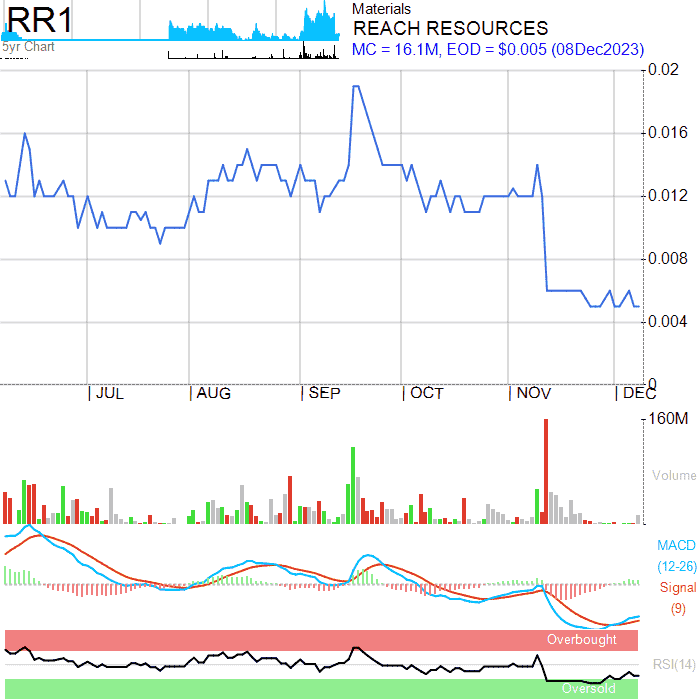 RR1
5yr Chart
Materials
REACH RESOURCES
MC = 16.1M, EOD = $0.005 (08Dec2023)
0.02
0.016
0.012
0.008
0.004
0
JUL AUG SEP OCT NOV DEC
160M
Volume
MACD
(12-26)
Signal
(9)
Overbought
RSI(14)
Oversold